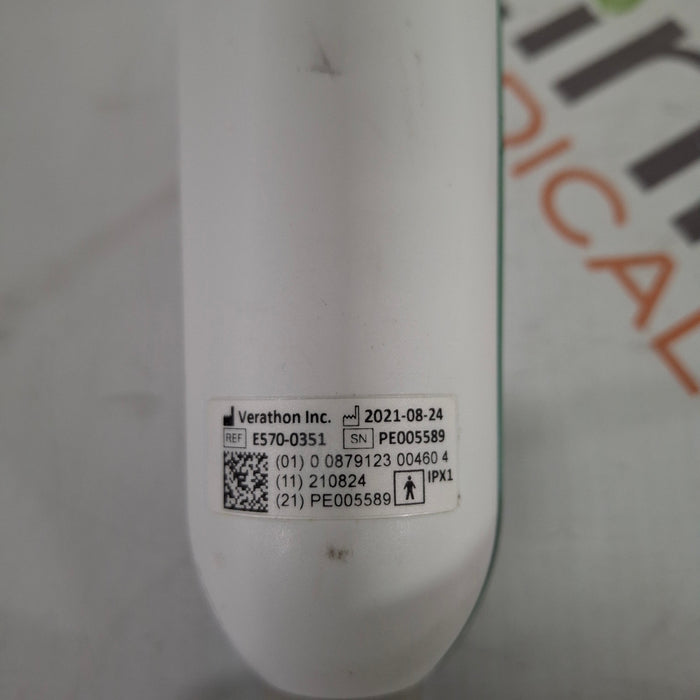 Verathon Inc. 2021-08-24
REF E570-0351 SN PE005589
(01) 0 0879123 00460 4
(11) 210824
(21) PE005589
IPX1
DICAL